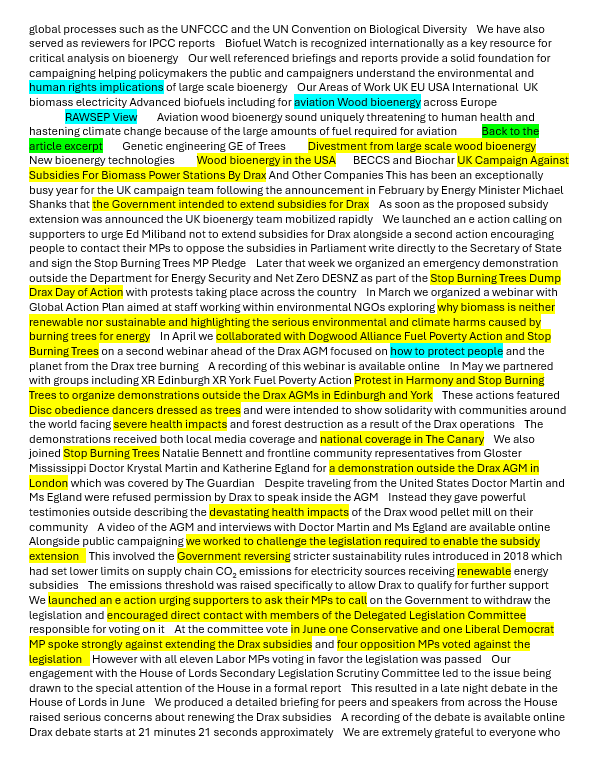 global processes such as the UNFCCC and the UN Convention on Biological Diversity    We have also
served as reviewers for IPCC reports    Biofuel Watch is recognized internationally as a key resource for
critical analysis on bioenergy    Our well referenced briefings and reports provide a solid foundation for
campaigning helping policymakers the public and campaigners understand the environmental and
human rights implications of large scale bioenergy    Our Areas of Work UK EU USA International  UK
biomass electricity Advanced biofuels including for aviation Wood bioenergy across Europe
RAWSEP View    Aviation wood bioenergy sound uniquely threatening to human health and
hastening climate change because of the large amounts of fuel required for aviation    Back to the
article excerpt    Genetic engineering GE of Trees    Divestment from large scale wood bioenergy
New bioenergy technologies    Wood bioenergy in the USA    BECCS and Biochar UK Campaign Against
Subsidies For Biomass Power Stations By Drax And Other Companies This has been an exceptionally
busy year for the UK campaign team following the announcement in February by Energy Minister Michael
Shanks that the Government intended to extend subsidies for Drax    As soon as the proposed subsidy
extension was announced the UK bioenergy team mobilized rapidly    We launched an e action calling on
supporters to urge Ed Miliband not to extend subsidies for Drax alongside a second action encouraging
people to contact their MPs to oppose the subsidies in Parliament write directly to the Secretary of State
and sign the Stop Burning Trees MP Pledge    Later that week we organized an emergency demonstration
outside the Department for Energy Security and Net Zero DESNZ as part of the Stop Burning Trees Dump
Drax Day of Action with protests taking place across the country    In March we organized a webinar with
Global Action Plan aimed at staff working within environmental NGOs exploring why biomass is neither
renewable nor sustainable and highlighting the serious environmental and climate harms caused by
burning trees for energy    In April we collaborated with Dogwood Alliance Fuel Poverty Action and Stop
Burning Trees on a second webinar ahead of the Drax AGM focused on how to protect people and the
planet from the Drax tree burning    A recording of this webinar is available online    In May we partnered
with groups including XR Edinburgh XR York Fuel Poverty Action Protest in Harmony and Stop Burning
Trees to organize demonstrations outside the Drax AGMs in Edinburgh and York    These actions featured
Disc obedience dancers dressed as trees and were intended to show solidarity with communities around
the world facing severe health impacts and forest destruction as a result of the Drax operations    The
demonstrations received both local media coverage and national coverage in The Canary    We also
joined Stop Burning Trees Natalie Bennett and frontline community representatives from Gloster
Mississippi Doctor Krystal Martin and Katherine Egland for a demonstration outside the Drax AGM in
London which was covered by The Guardian    Despite traveling from the United States Doctor Martin and
Ms Egland were refused permission by Drax to speak inside the AGM    Instead they gave powerful
testimonies outside describing the devastating health impacts of the Drax wood pellet mill on their
community    A video of the AGM and interviews with Doctor Martin and Ms Egland are available online
Alongside public campaigning we worked to challenge the legislation required to enable the subsidy
extension    This involved the Government reversing stricter sustainability rules introduced in 2018 which
had set lower limits on supply chain CO₂ emissions for electricity sources receiving renewable energy
subsidies    The emissions threshold was raised specifically to allow Drax to qualify for further support
We launched an e action urging supporters to ask their MPs to call on the Government to withdraw the
legislation and encouraged direct contact with members of the Delegated Legislation Committee
responsible for voting on it    At the committee vote in June one Conservative and one Liberal Democrat
MP spoke strongly against extending the Drax subsidies and four opposition MPs voted against the
legislation    However with all eleven Labor MPs voting in favor the legislation was passed    Our
engagement with the House of Lords Secondary Legislation Scrutiny Committee led to the issue being
drawn to the special attention of the House in a formal report    This resulted in a late night debate in the
House of Lords in June    We produced a detailed briefing for peers and speakers from across the House
raised serious concerns about renewing the Drax subsidies    A recording of the debate is available online
Drax debate starts at 21 minutes 21 seconds approximately    We are extremely grateful to everyone who